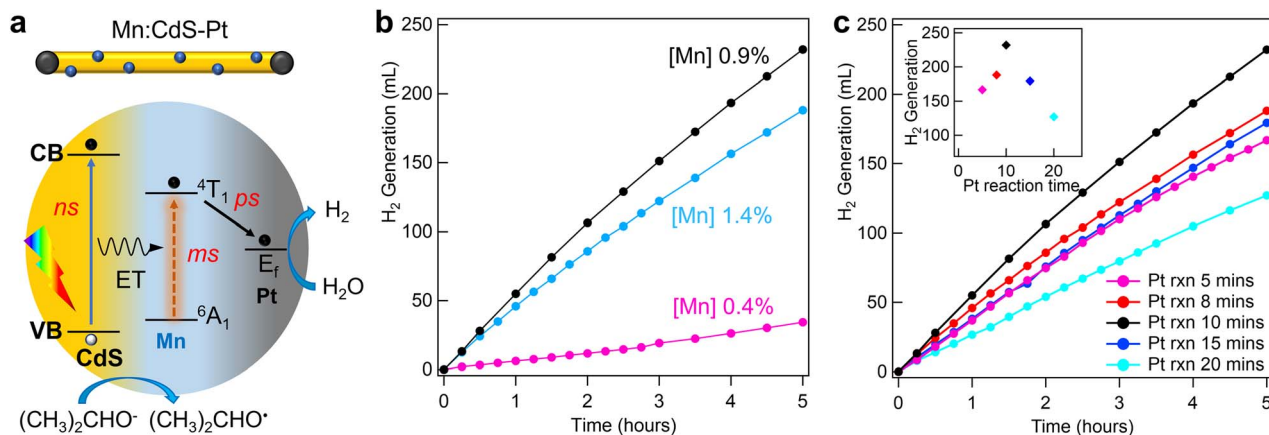 a
Mn:CdS-Pt
CB
ns
⁴T₁
ps
H₂
ET
ms
E_f
Pt
H₂O
VB
⁶A₁
Mn
CdS
(CH₃)₂CHO⁻ (CH₃)₂CHO•
b
250
200
150
100
50
0
H₂ Generation (mL)
[Mn] 0.9%
[Mn] 1.4%
[Mn] 0.4%
0 1 2 3 4 5
Time (hours)
c
250
200
150
100
50
0
H₂ Generation (mL)
250
200
150
100
H₂ Generation
0 10 20
Pt reaction time
Pt rxn 5 mins
Pt rxn 8 mins
Pt rxn 10 mins
Pt rxn 15 mins
Pt rxn 20 mins
0 1 2 3 4 5
Time (hours)